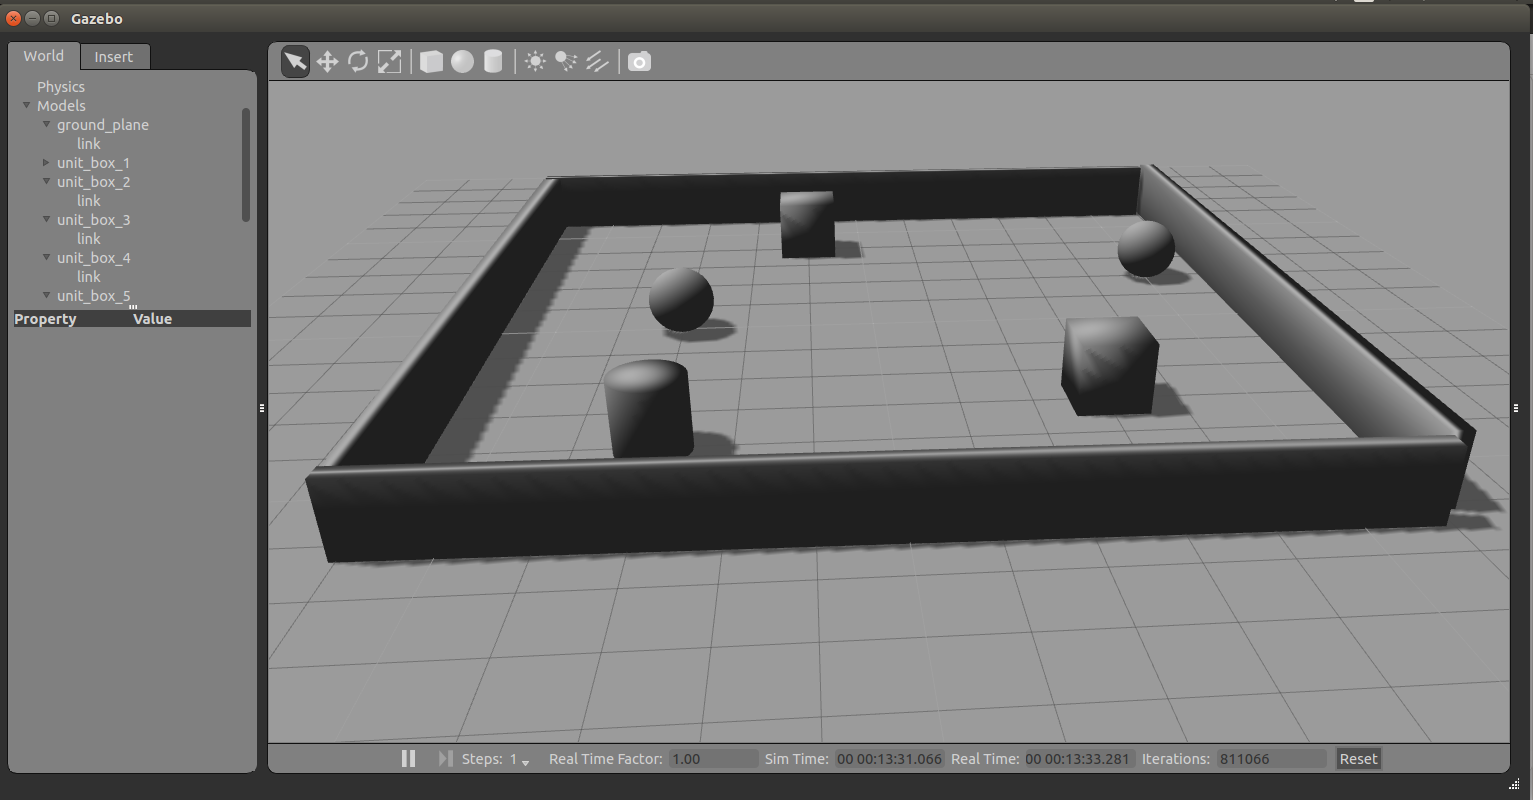 Gazebo
World Insert
Physics
Models
ground_plane
link
unit_box_1
unit_box_2
link
unit_box_3
link
unit_box_4
link
unit_box_5
Property Value
Steps: 1 Real Time Factor: 1.00 Sim Time: 00 00:13:31.066 Real Time: 00 00:13:33.281 Iterations: 811066 Reset